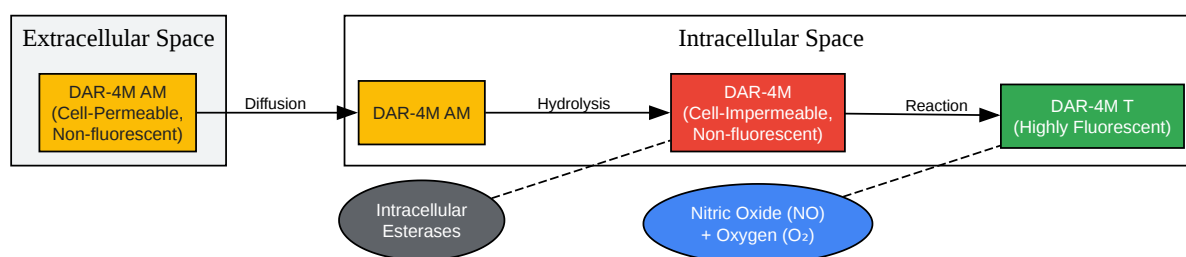 Extracellular Space
Intracellular Space
DAR-4M AM
(Cell-Permeable,
Non-fluorescent)
Diffusion
DAR-4M AM
Hydrolysis
DAR-4M
(Cell-Impermeable,
Non-fluorescent)
Reaction
DAR-4M T
(Highly Fluorescent)
Intracellular
Esterases
Nitric Oxide (NO)
+ Oxygen (O₂)